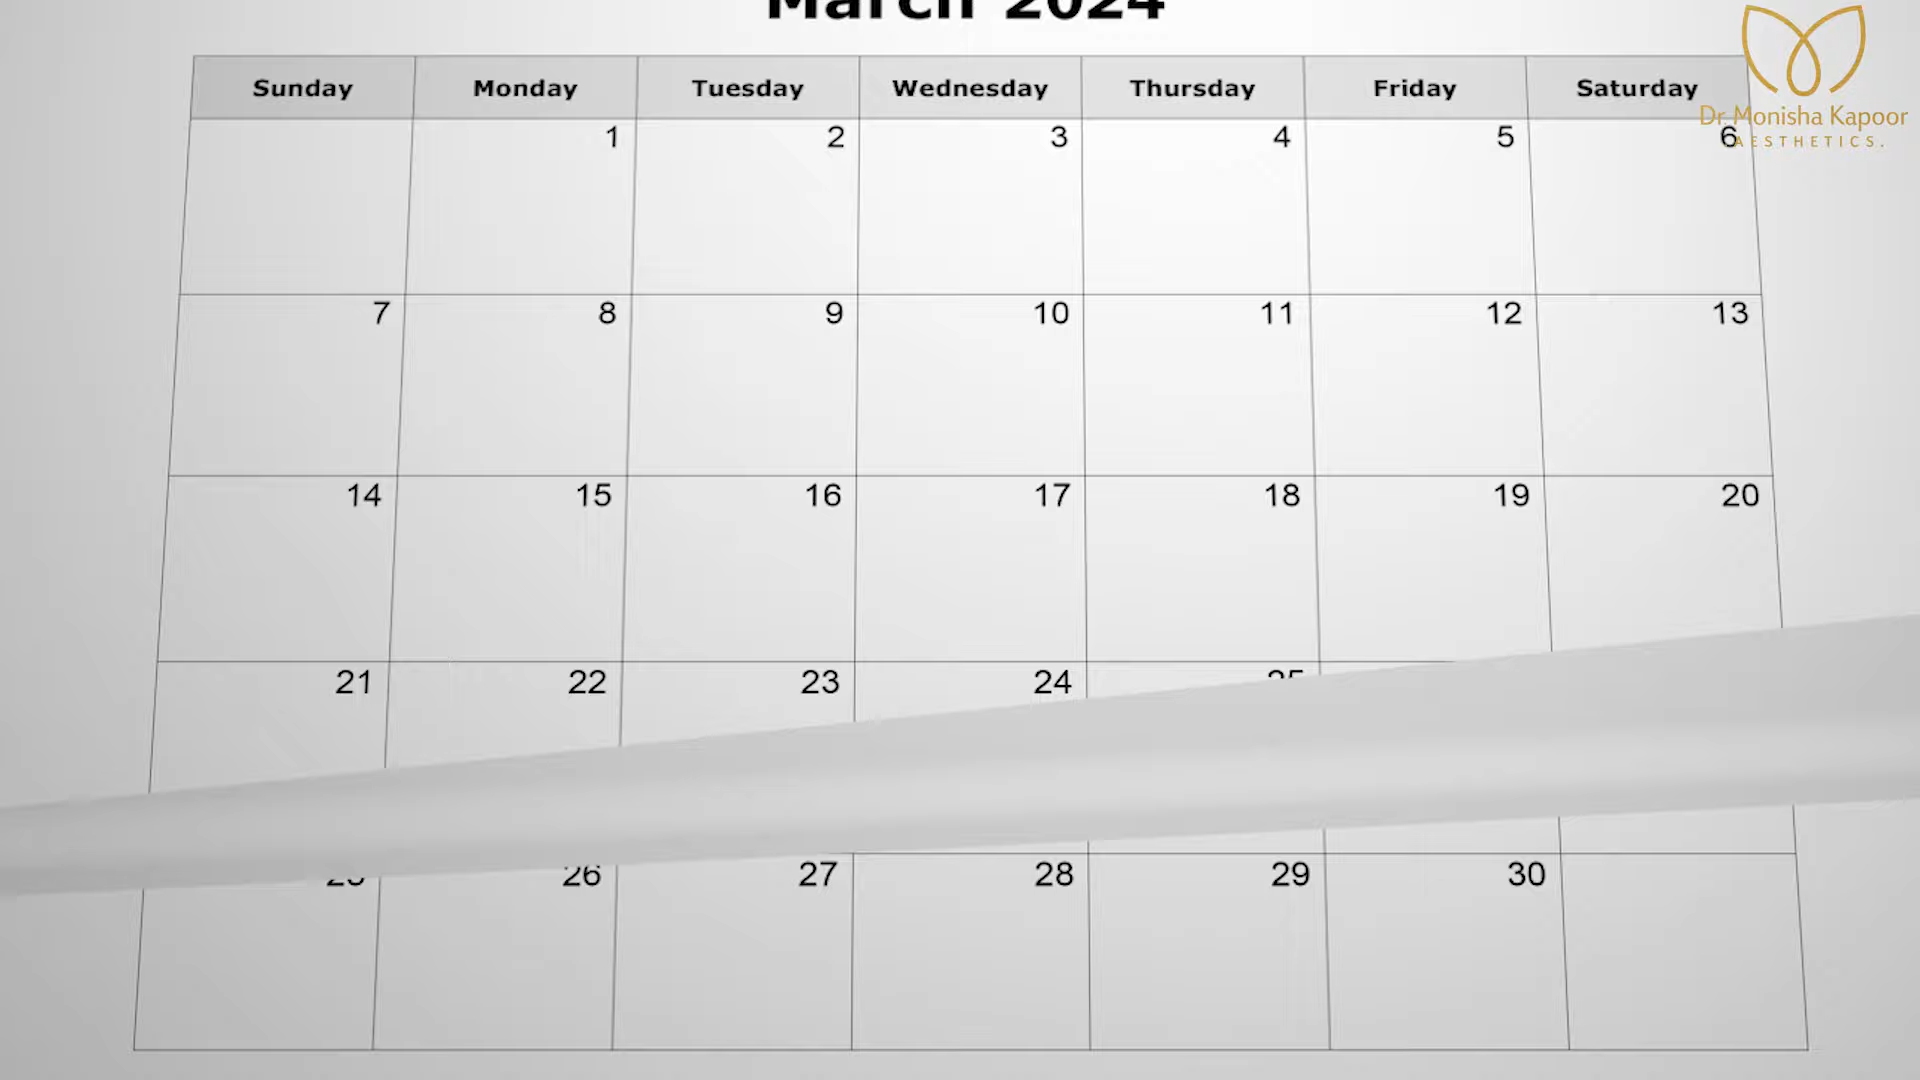 March 2024
Dr. Monisha Kapoor
AESTHETICS.
Sunday Monday Tuesday Wednesday Thursday Friday Saturday
1 2 3 4 5 6
7 8 9 10 11 12 13
14 15 16 17 18 19 20
21 22 23 24 25
26 27 28 29 30